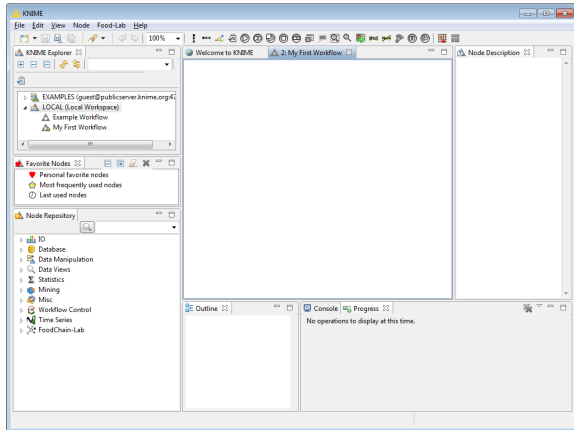 KNIME
File Edit View Node Food-Lab Help
100%
KNIME Explorer
Welcome to KNIME
2: My First Workflow
Node Description
EXAMPLES (guest@publicserver.knime.org:47
LOCAL (Local Workspace)
Example Workflow
My First Workflow
Favorite Nodes
Personal favorite nodes
Most frequently used nodes
Last used nodes
Node Repository
IO
Database
Data Manipulation
Data Views
Statistics
Mining
Misc
Workflow Control
Time Series
FoodChain-Lab
Outline
Console
Progress
No operations to display at this time.